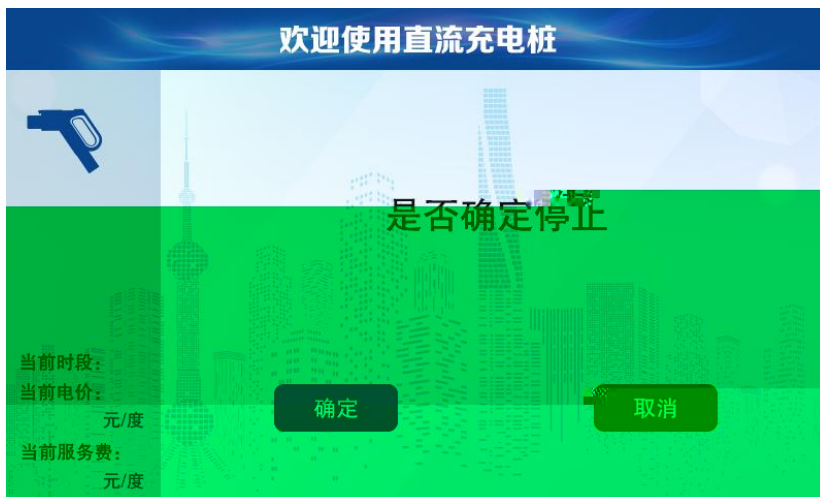 欢迎使用直流充电桩
是否确定停止
当前时段：
当前电价：
元/度
当前服务费：
元/度
确定
取消